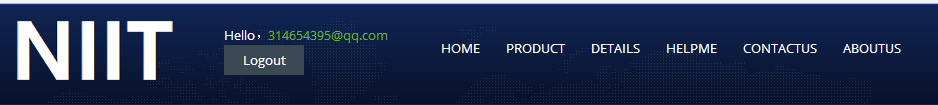 NIIT
Hello， 314654395@qq.com
Logout
HOME PRODUCT DETAILS HELPME CONTACTUS ABOUTUS